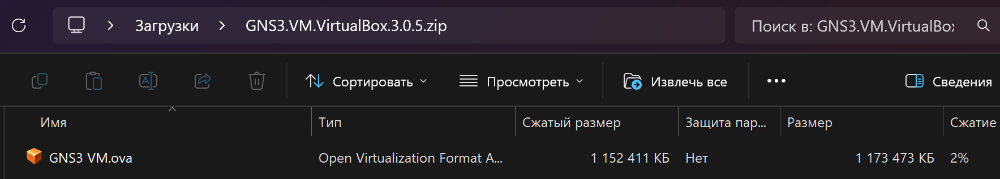 Загрузки GNS3.VM.VirtualBox.3.0.5.zip Поиск в: GNS3.VM.VirtualBox
Сортировать Просмотреть Извлечь все ••• Сведения
Имя Тип Сжатый размер Защита пар... Размер Сжатие
GNS3 VM.ova Open Virtualization Format A... 1 152 411 КБ Нет 1 173 473 КБ 2%